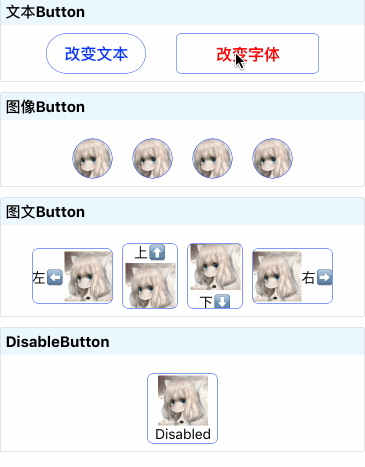 文本Button
改变文本 改变字体
图像Button
图文Button
左⬅️ 上⬆️ 下⬇️ 右➡️
DisableButton
Disabled